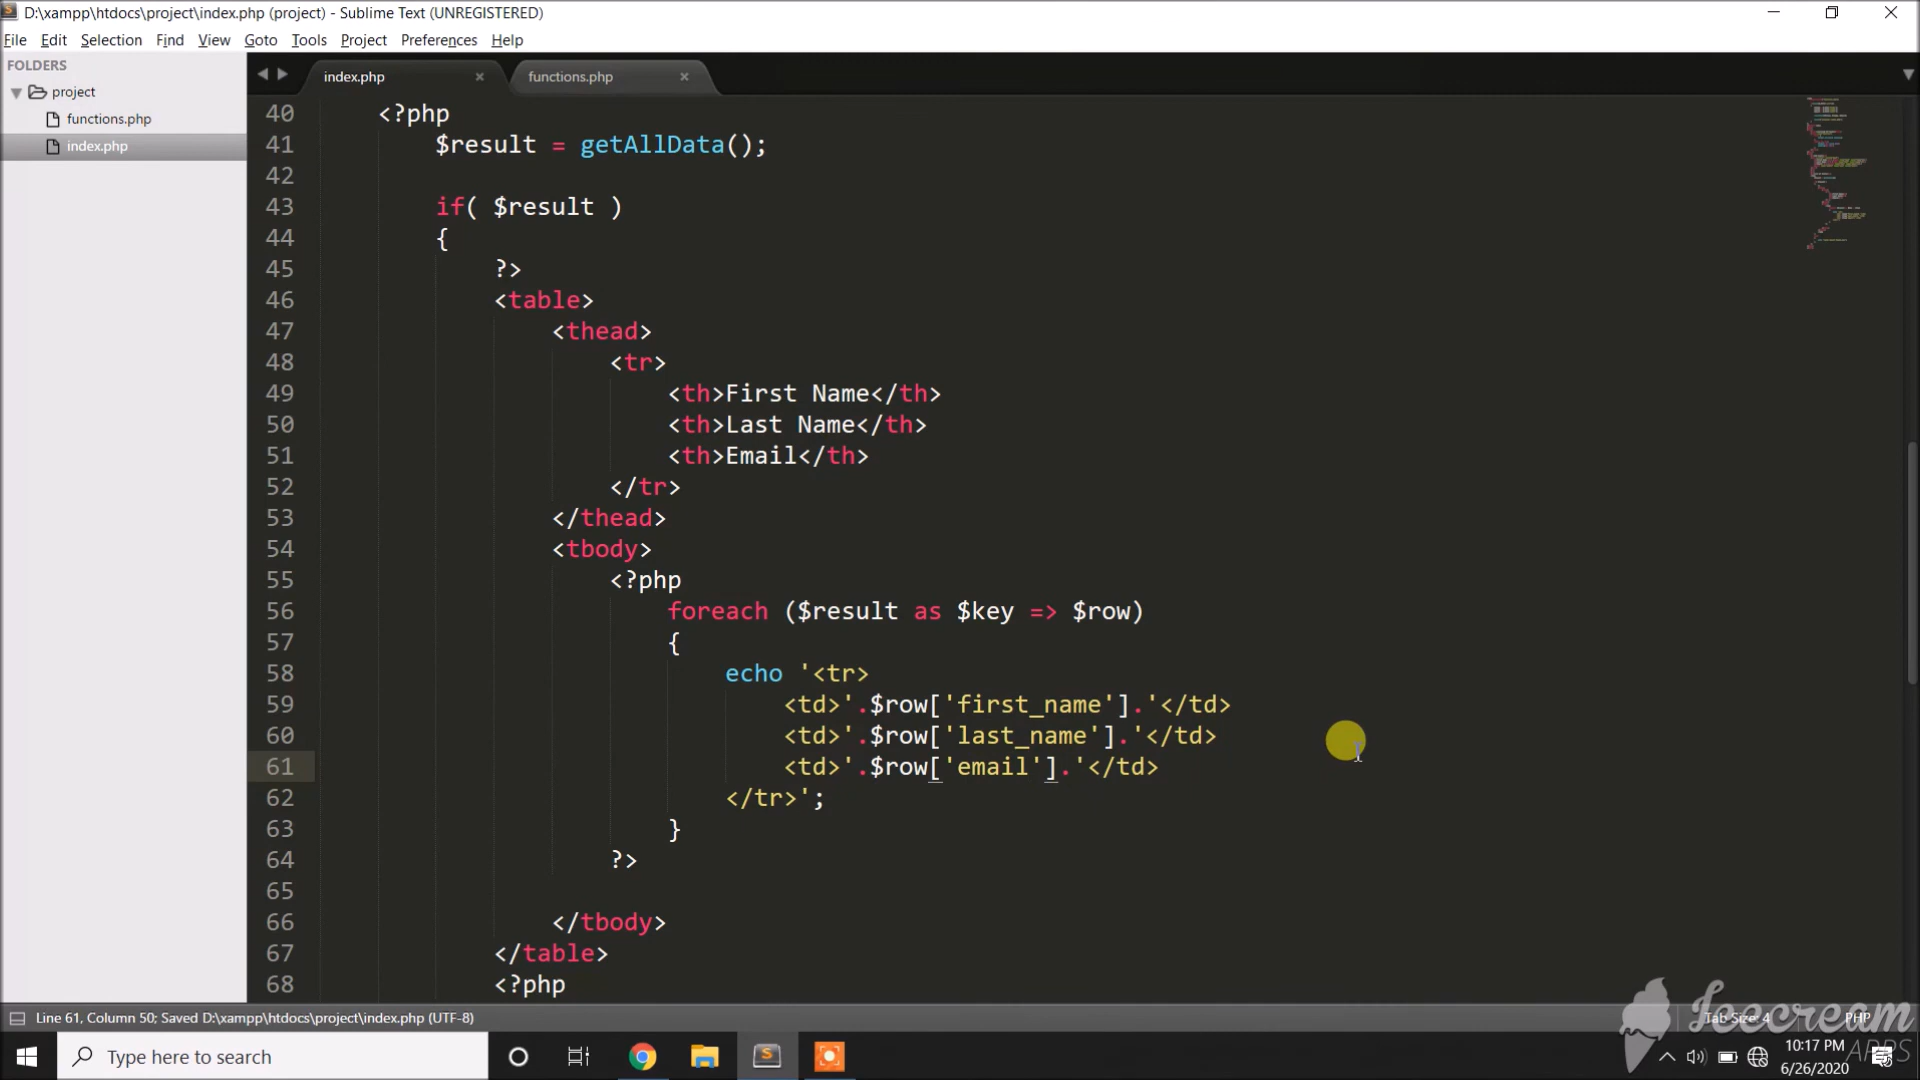 D:\xampp\htdocs\project\index.php (project) - Sublime Text (UNREGISTERED)
File Edit Selection Find View Goto Tools Project Preferences Help
FOLDERS
project
functions.php
index.php
index.php × functions.php ×
40 <?php
41 $result = getAllData();
42
43 if( $result )
44 {
45 ?>
46 <table>
47 <thead>
48 <tr>
49 <th>First Name</th>
50 <th>Last Name</th>
51 <th>Email</th>
52 </tr>
53 </thead>
54 <tbody>
55 <?php
56 foreach ($result as $key => $row)
57 {
58 echo '<tr>
59 <td>'.$row['first_name'].'</td>
60 <td>'.$row['last_name'].'</td>
61 <td>'.$row['email'].'</td>
62 </tr>';
63 }
64 ?>
65
66 </tbody>
67 </table>
68 <?php
Line 61, Column 50; Saved D:\xampp\htdocs\project\index.php (UTF-8)
Tab Size: 4 PHP
Icecream
APPS
Type here to search
10:17 PM
6/26/2020